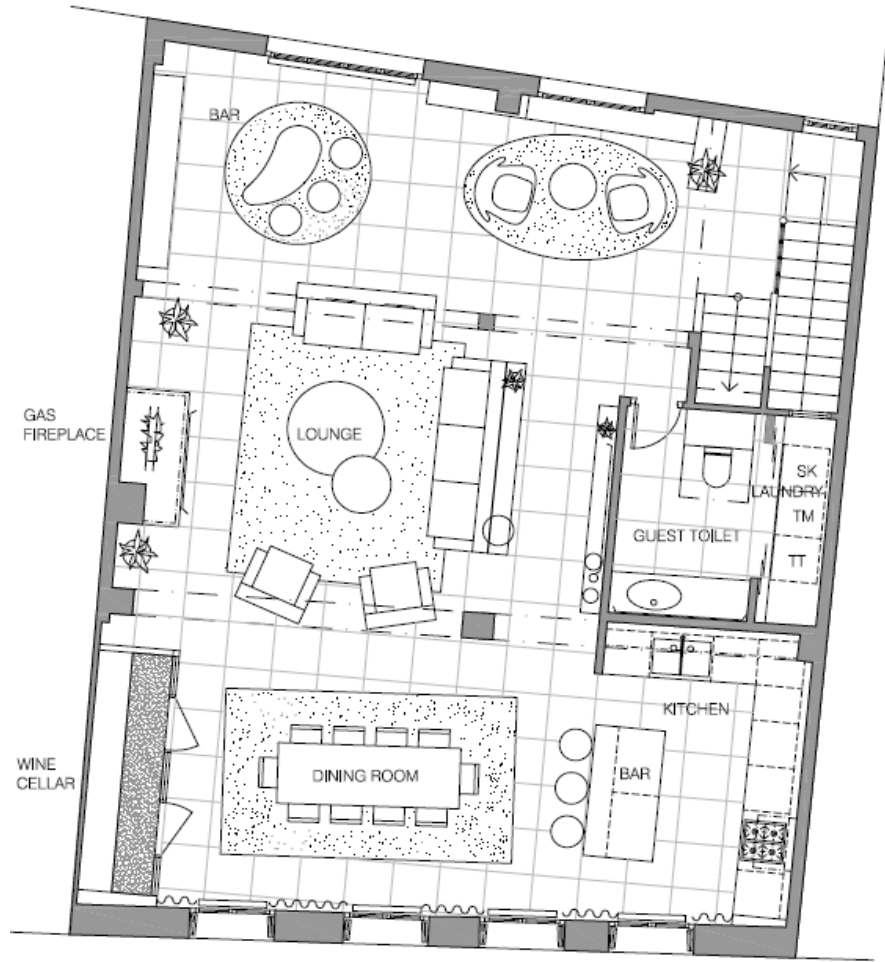 BAR
GAS
FIREPLACE
LOUNGE
SK
LAUNDRY
TM
GUEST TOILET
TT
KITCHEN
WINE
CELLAR
DINING ROOM
BAR